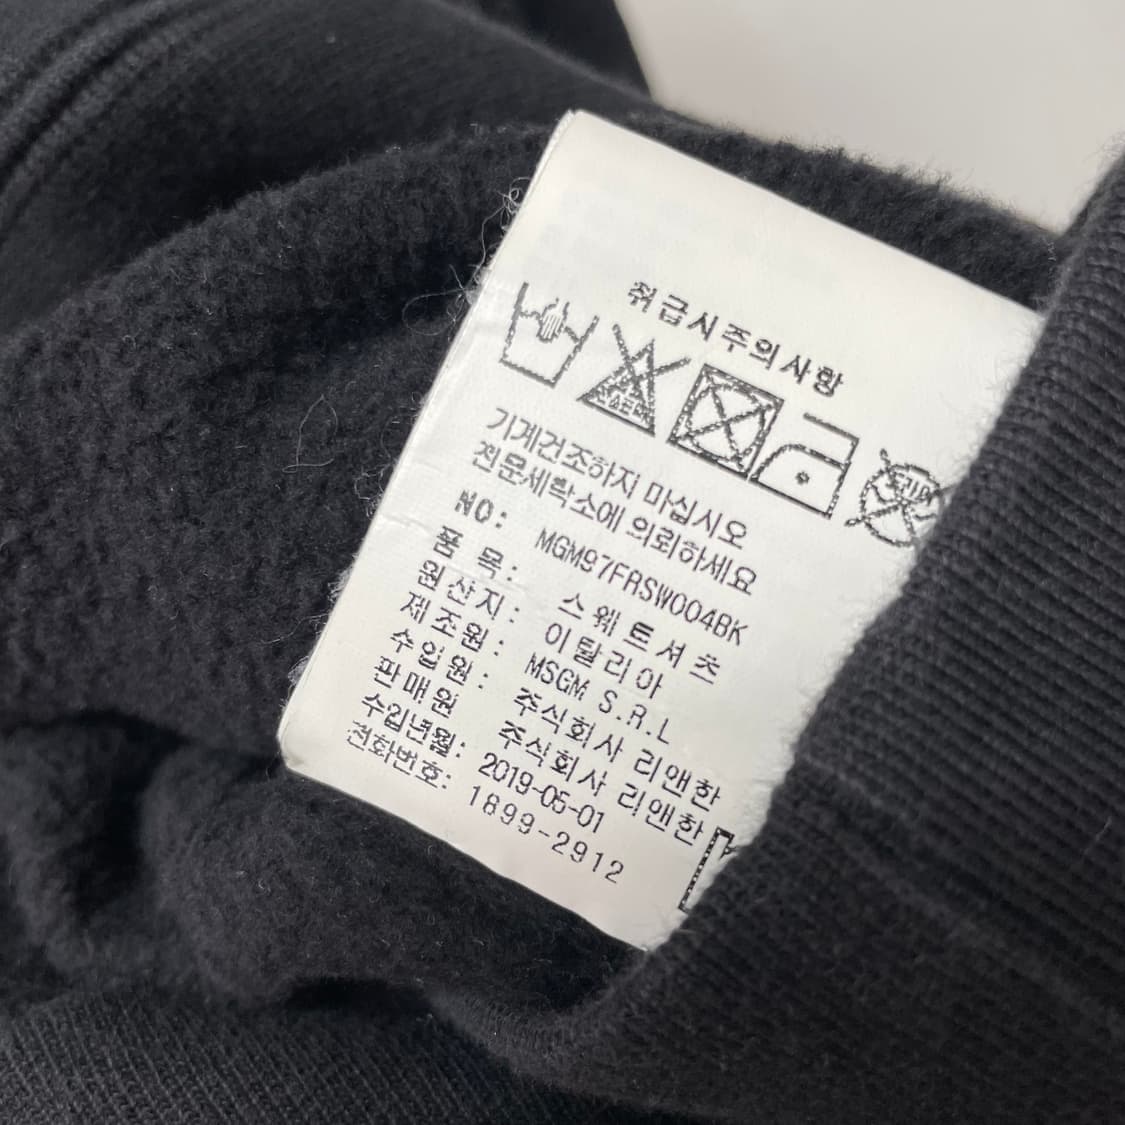 취급시주의사항
기계건조하지 마십시오
전문세탁소에 의뢰하세요
NO: MGM97FRSW004BK
품 목: 스웨트셔츠
원산지: 이탈리아
제조원: MSGM S.R.L
수입원: 주식회사 리앤한
판매원 주식회사 리앤한
수입년월: 2019-05-01
전화번호: 1899-2912